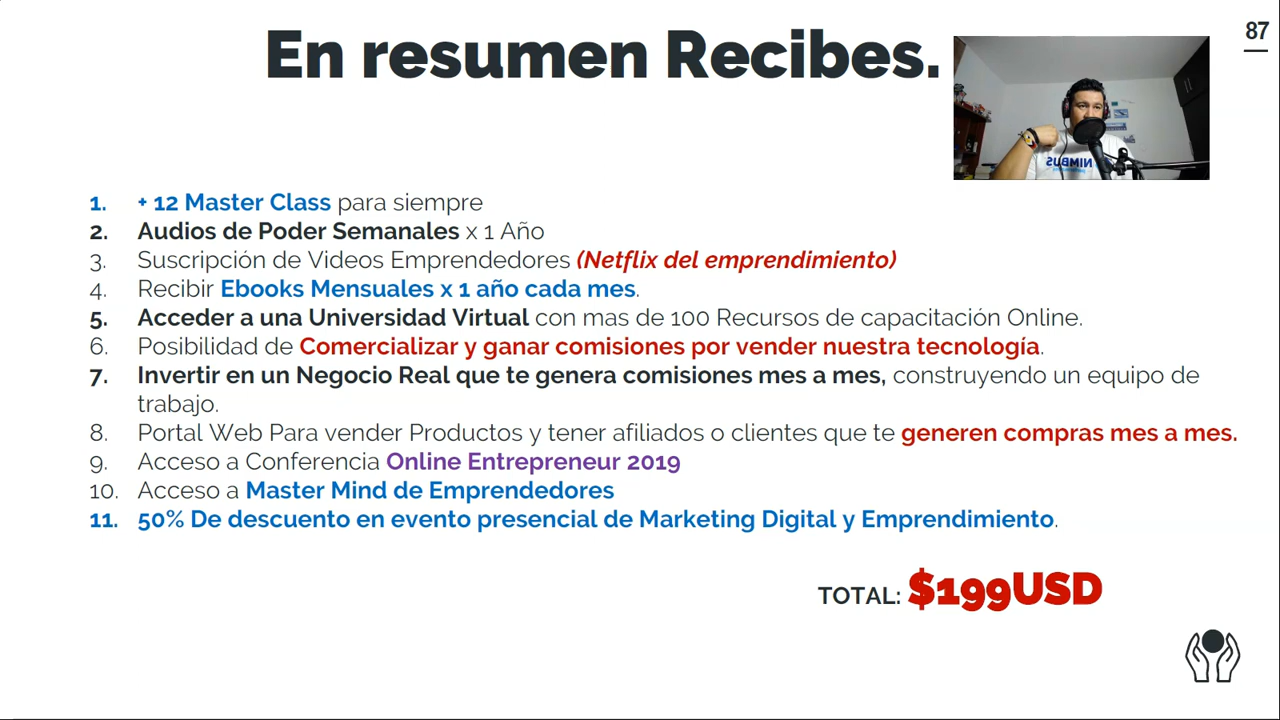 87
En resumen Recibes.
NIMBUS
1. + 12 Master Class para siempre
2. Audios de Poder Semanales x 1 Año
3. Suscripción de Videos Emprendedores (Netflix del emprendimiento)
4. Recibir Ebooks Mensuales x 1 año cada mes.
5. Acceder a una Universidad Virtual con mas de 100 Recursos de capacitación Online.
6. Posibilidad de Comercializar y ganar comisiones por vender nuestra tecnología.
7. Invertir en un Negocio Real que te genera comisiones mes a mes, construyendo un equipo de
trabajo.
8. Portal Web Para vender Productos y tener afiliados o clientes que te generen compras mes a mes.
9. Acceso a Conferencia Online Entrepreneur 2019
10. Acceso a Master Mind de Emprendedores
11. 50% De descuento en evento presencial de Marketing Digital y Emprendimiento.
TOTAL: $199USD